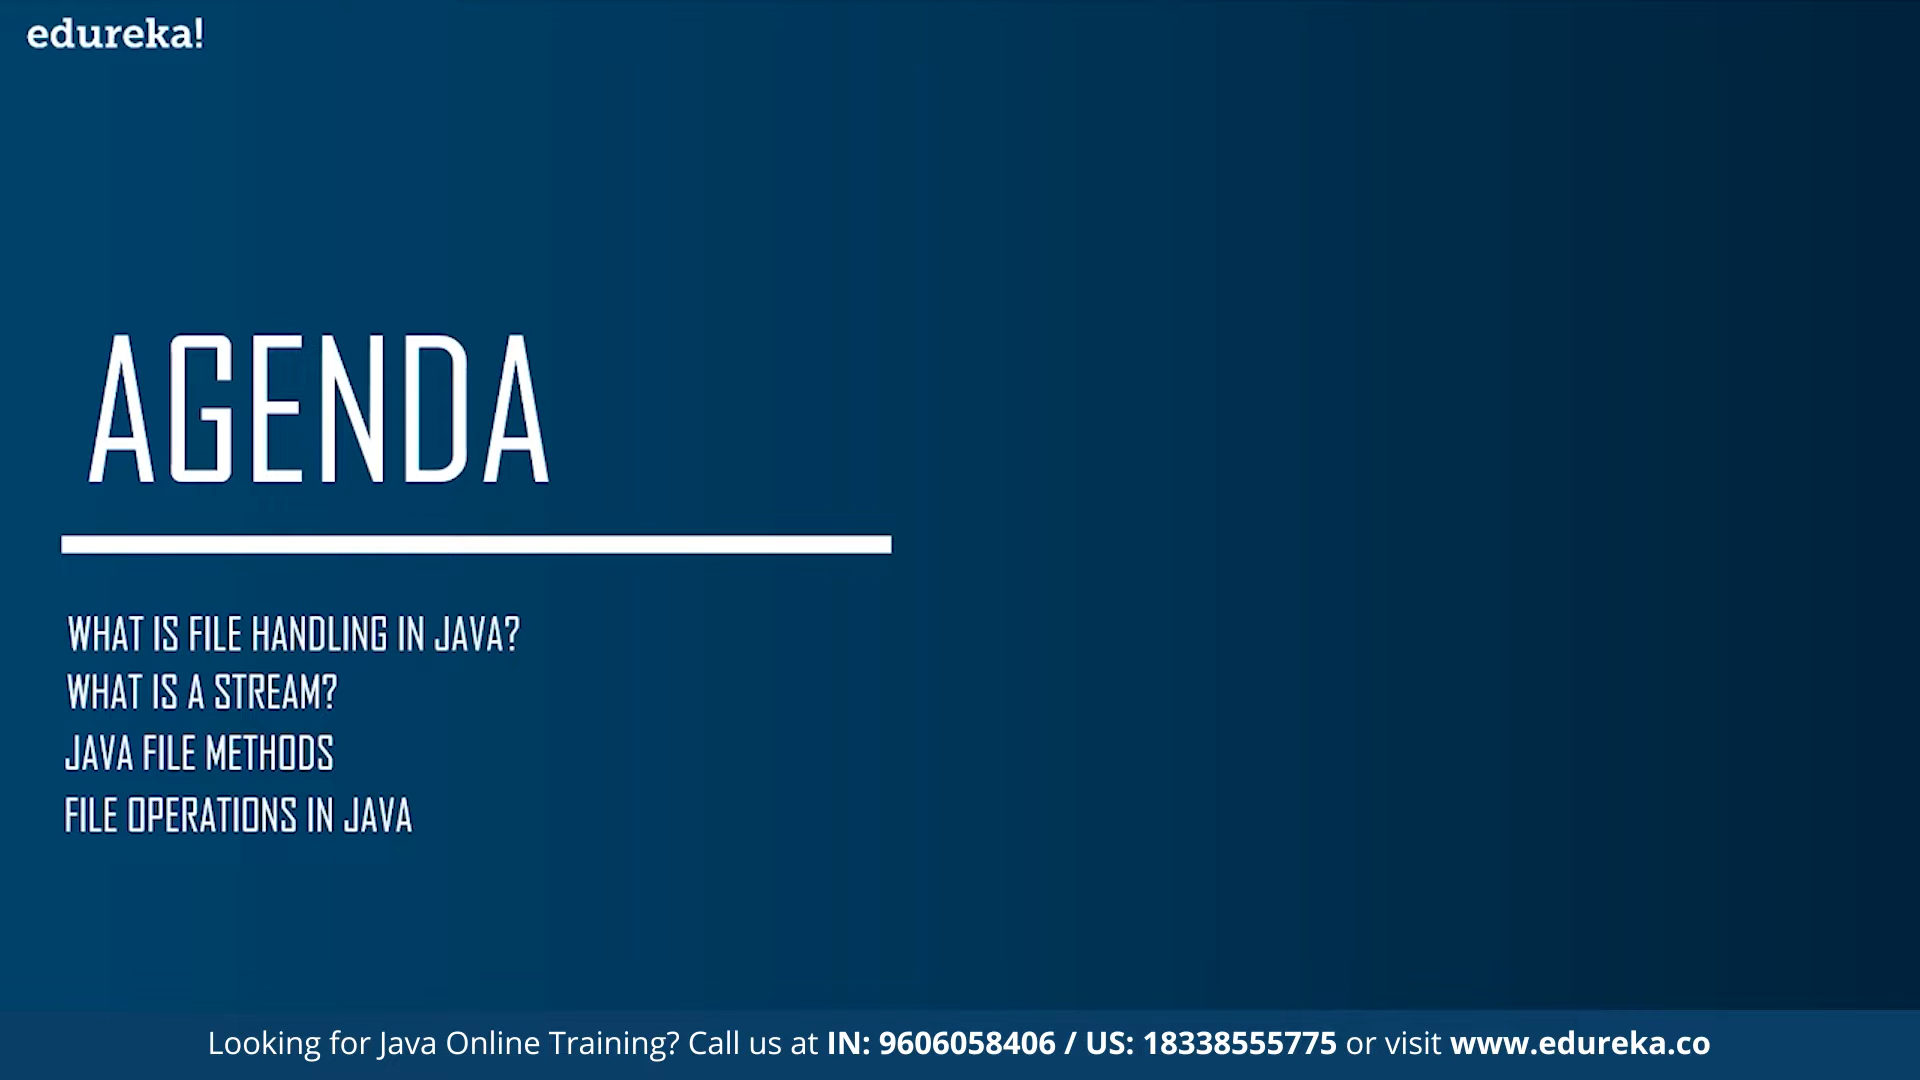 edureka!
AGENDA
WHAT IS FILE HANDLING IN JAVA?
WHAT IS A STREAM?
JAVA FILE METHODS
FILE OPERATIONS IN JAVA
Looking for Java Online Training? Call us at IN: 9606058406 / US: 18338555775 or visit www.edureka.co